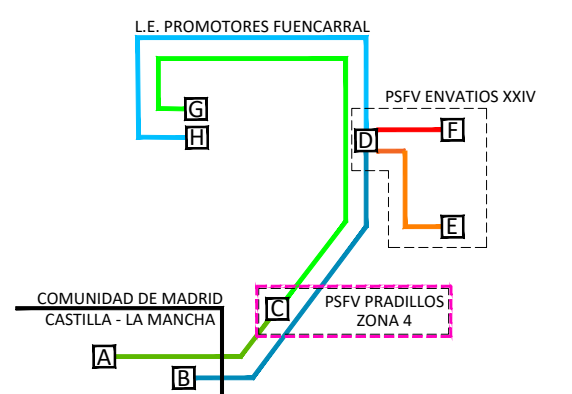 L.E. PROMOTORES FUENCARRAL
PSFV ENVATIOS XXIV
G
H
D
F
E
COMUNIDAD DE MADRID
CASTILLA - LA MANCHA
C
PSFV PRADILLOS
ZONA 4
A
B